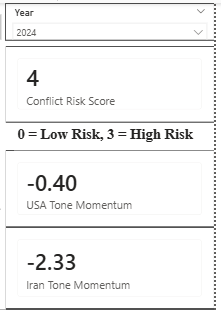 Year
2024
4
Conflict Risk Score
0 = Low Risk, 3 = High Risk
-0.40
USA Tone Momentum
-2.33
Iran Tone Momentum